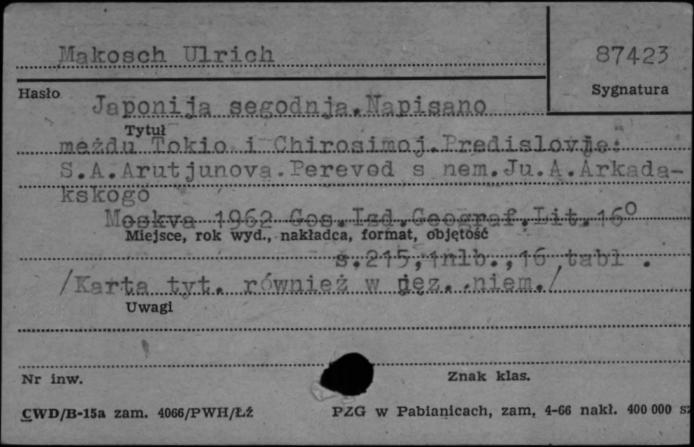 Makosch Ulrich
87423
Hasło
Sygnatura
Japonija segodnja.Napisano
Tytuł
meżdu Tokio i Chirosimoj.Predislovje:
S.A.Arutjunova.Perevod s nem.Ju.A.Arkada-
kskogo
Moskva 1962 Gos.Izd.Geograf.Lit.16°
Miejsce, rok wyd., nakładca, format, objętość
s.215,1nlb.,16 tabl.
/Karta tyt. również w jęz. niem./
Uwagi
Nr inw.
Znak klas.
CWD/B-15a zam. 4066/PWH/Łź
PZG w Pabianicach, zam. 4-66 nakł. 400 000 sz